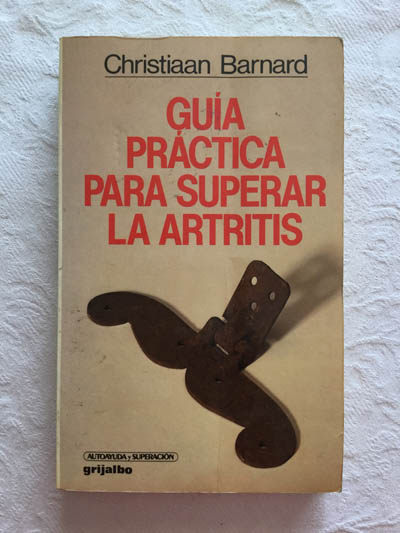 Christiaan Barnard
GUÍA
PRÁCTICA
PARA SUPERAR
LA ARTRITIS
AUTOAYUDA Y SUPERACIÓN
grijalbo